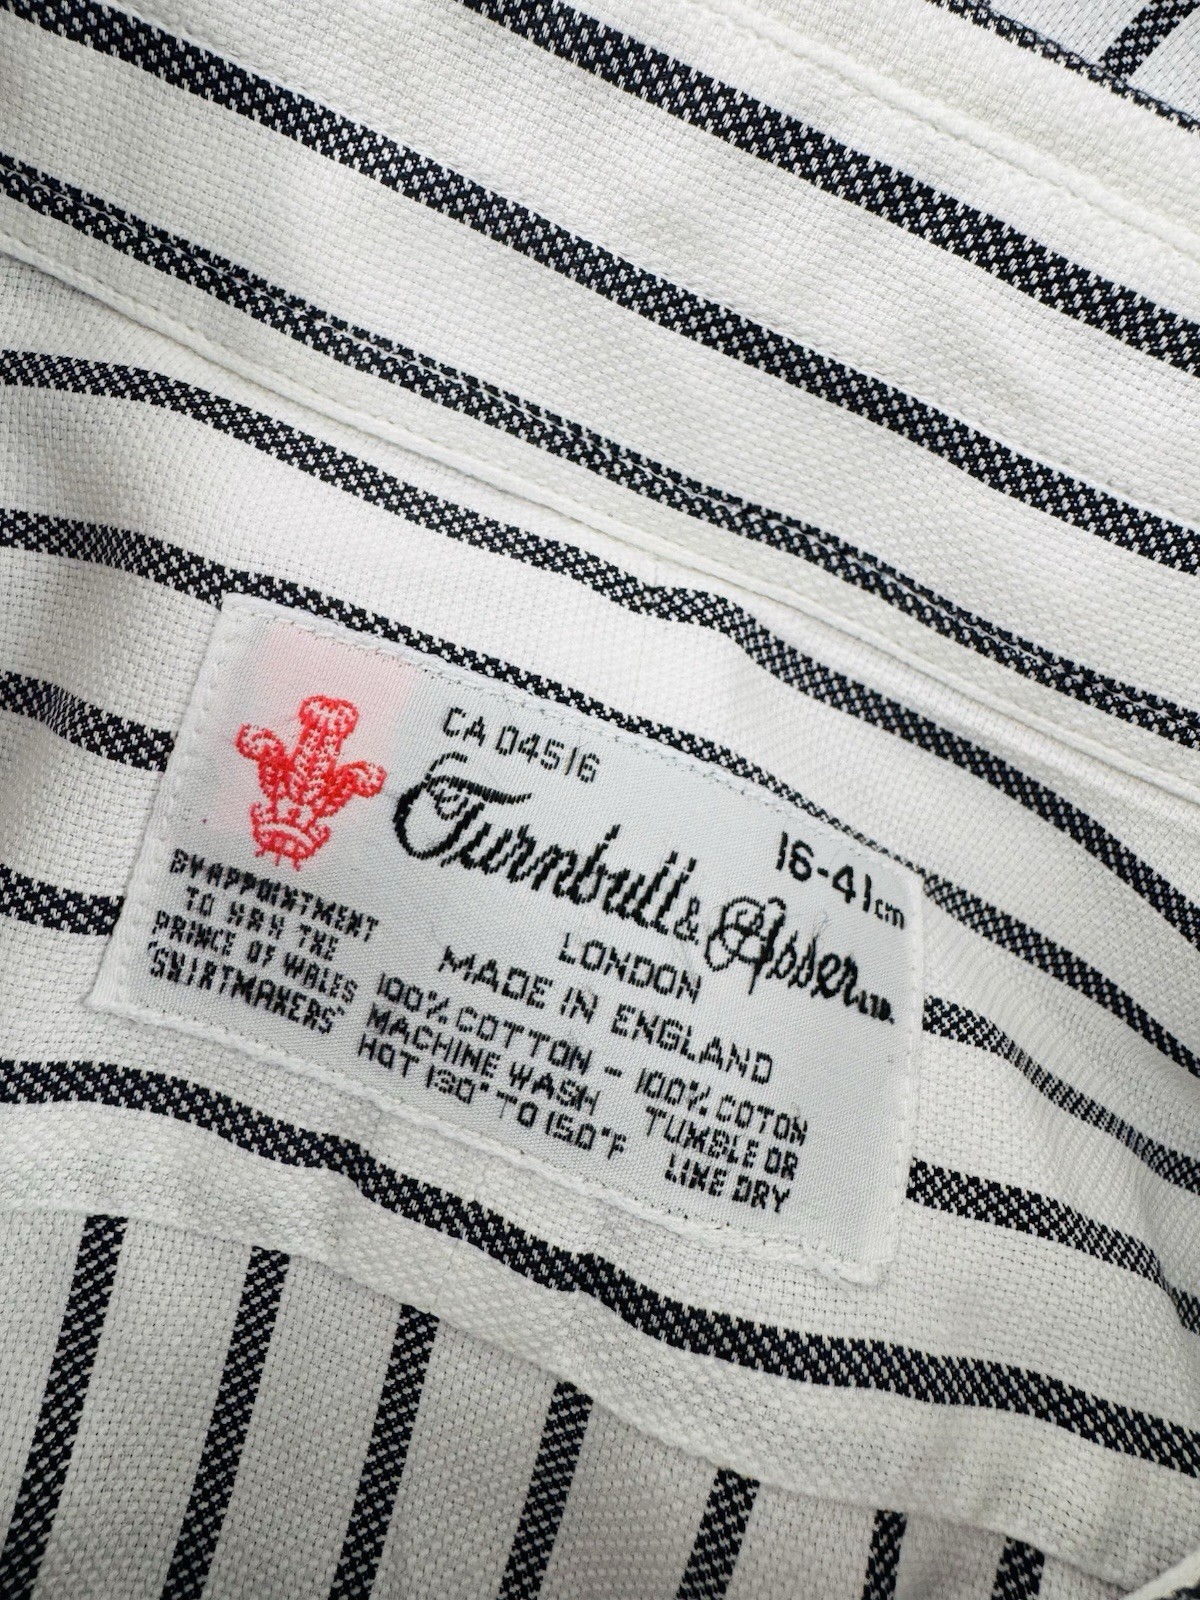 CA 04516
16-41cm
Turnbull & Asser LTD.
LONDON
MADE IN ENGLAND
BY APPOINTMENT
TO HRH THE
PRINCE OF WALES
'SHIRTMAKERS'
100% COTTON - 100% COTON
MACHINE WASH TUMBLE OR
HOT 130° TO 150°F LINE DRY